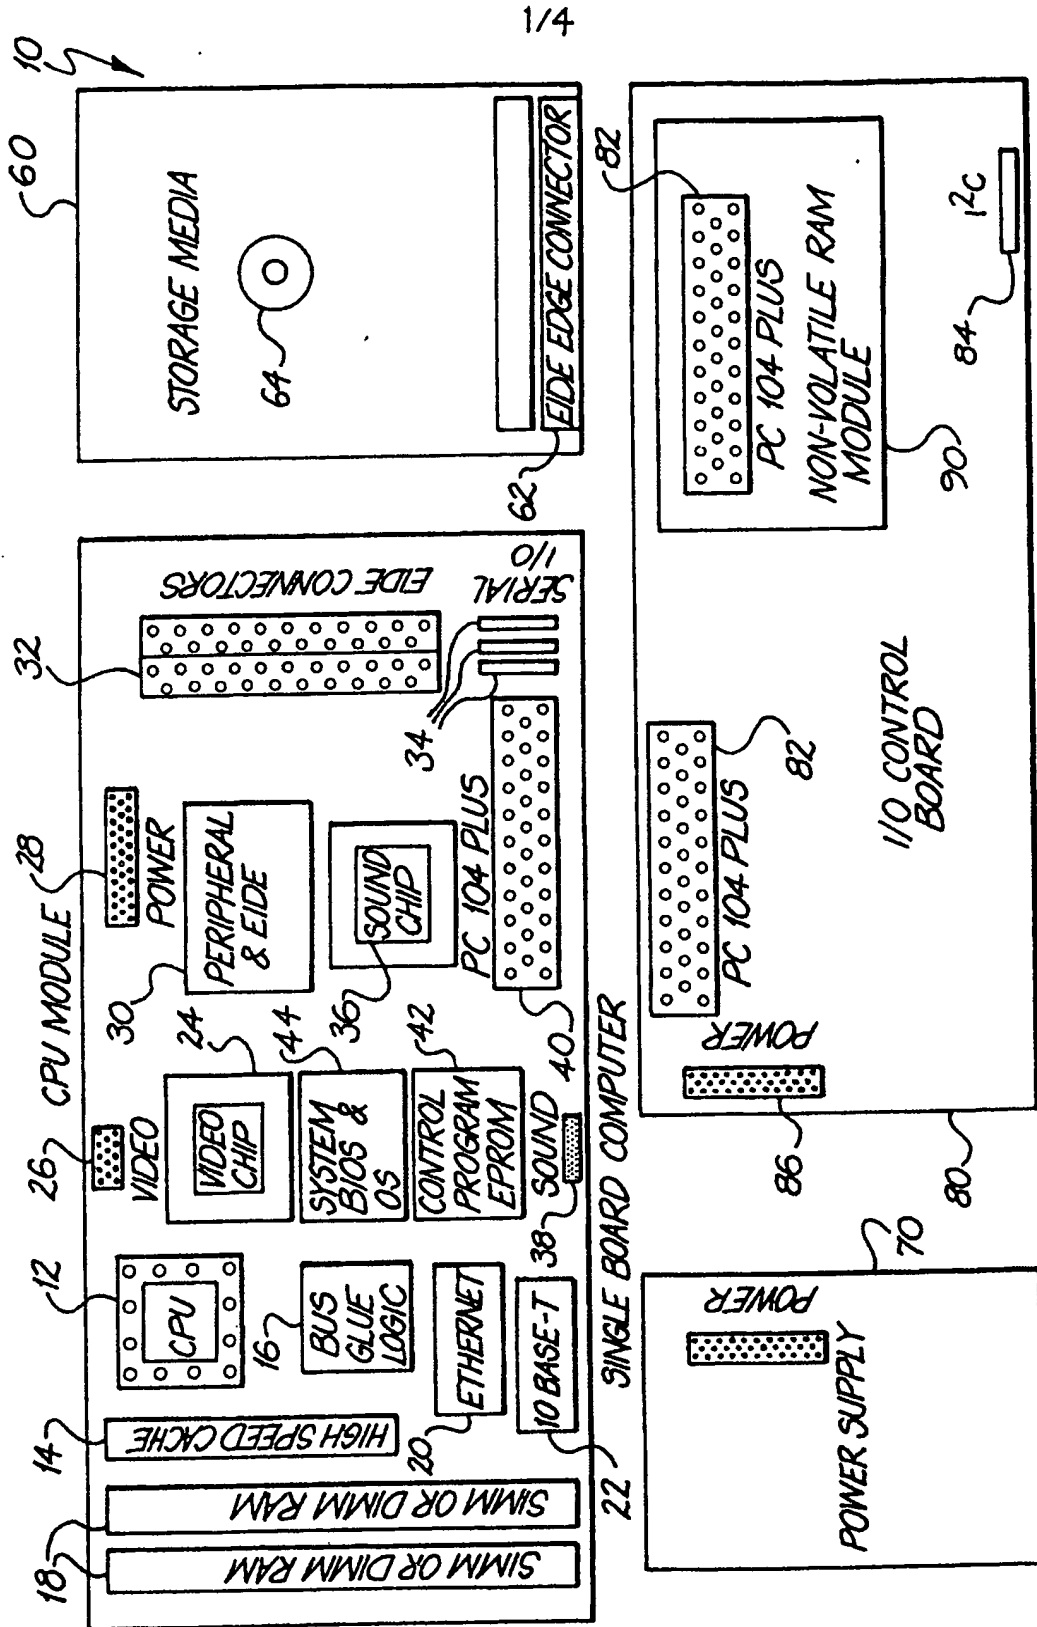 1/4
10
CPU MODULE
60
STORAGE MEDIA
64
EIDE EDGE CONNECTOR
62
18
SIMM OR DIMM RAM
SIMM OR DIMM RAM
14
HIGH SPEED CACHE
12
CPU
16
BUS
GLUE
LOGIC
20
ETHERNET
22
10 BASE-T
26
VIDEO
24
VIDEO
CHIP
44
SYSTEM
BIOS &
OS
42
CONTROL
PROGRAM
EPROM
SOUND
38
28
POWER
30
PERIPHERAL
& EIDE
36
SOUND
CHIP
PC 104 PLUS
40
32
EIDE CONNECTORS
34
SERIAL
I/O
SINGLE BOARD COMPUTER
70
POWER
POWER SUPPLY
80
86
POWER
PC 104 PLUS
82
I/O CONTROL
BOARD
82
PC 104 PLUS
NON-VOLATILE RAM
MODULE
90
84
I²C